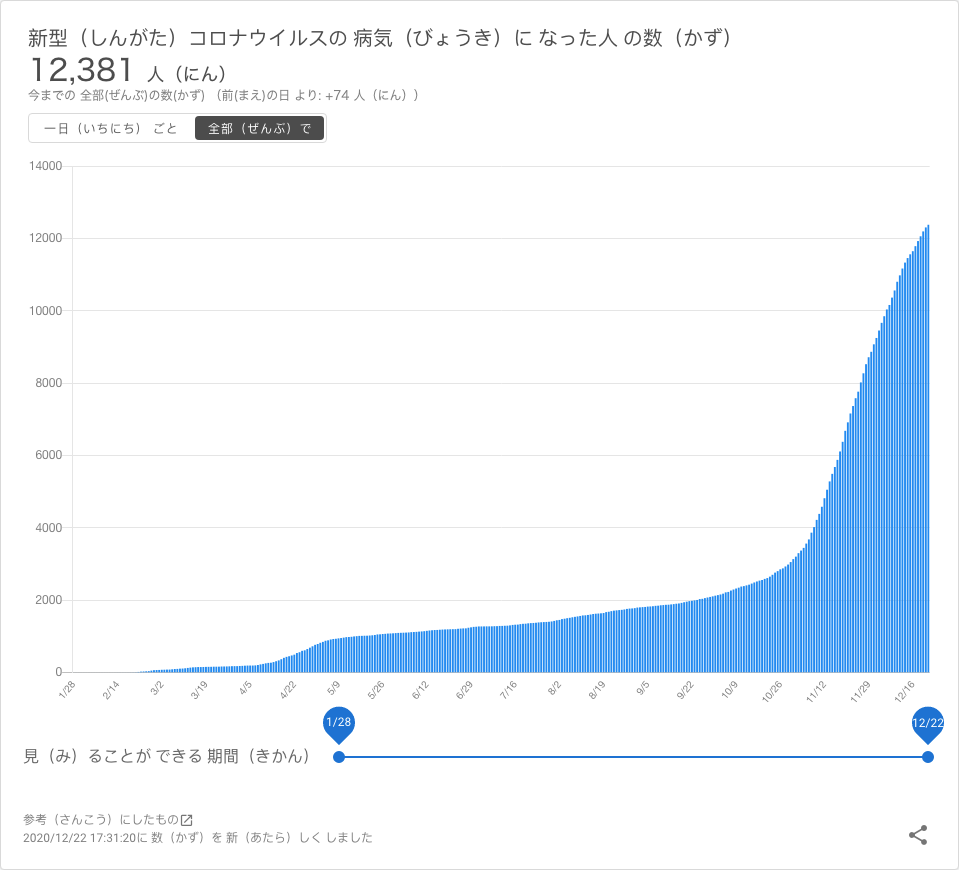 新型（しんがた）コロナウイルスの 病気（びょうき）に なった人 の数（かず）
12,381 人（にん）
今までの 全部(ぜんぶ)の数(かず) （前(まえ)の日 より: +74 人（にん））
一日（いちにち） ごと 全部（ぜんぶ）で
14000
12000
10000
8000
6000
4000
2000
0
1/28 2/14 3/2 3/19 4/5 4/22 5/9 5/26 6/12 6/29 7/16 8/2 8/19 9/5 9/22 10/9 10/26 11/12 11/29 12/16
1/28 12/22
見（み）ることが できる 期間（きかん）
参考（さんこう）にしたもの
2020/12/22 17:31:20に 数（かず）を 新（あたら）しく しました